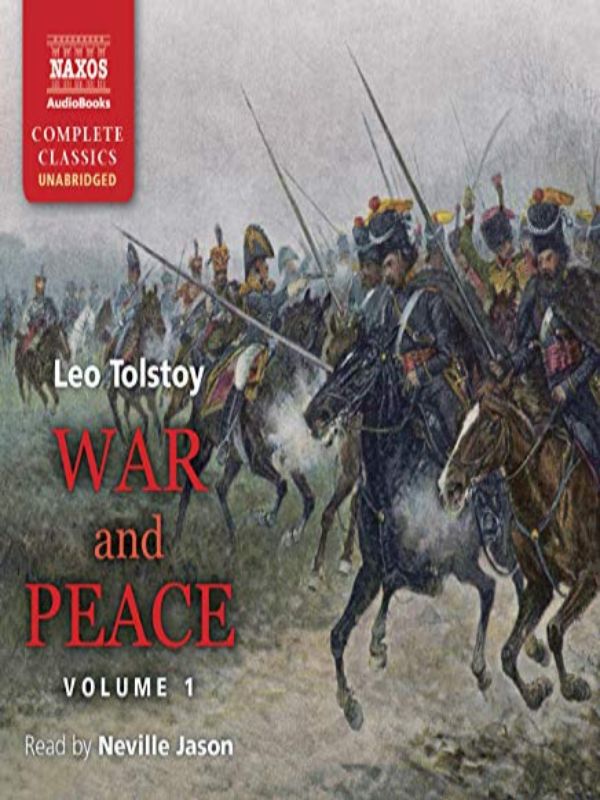 NAXOS
AudioBooks
COMPLETE
CLASSICS
UNABRIDGED
Leo Tolstoy
WAR
and
PEACE
VOLUME 1
Read by Neville Jason